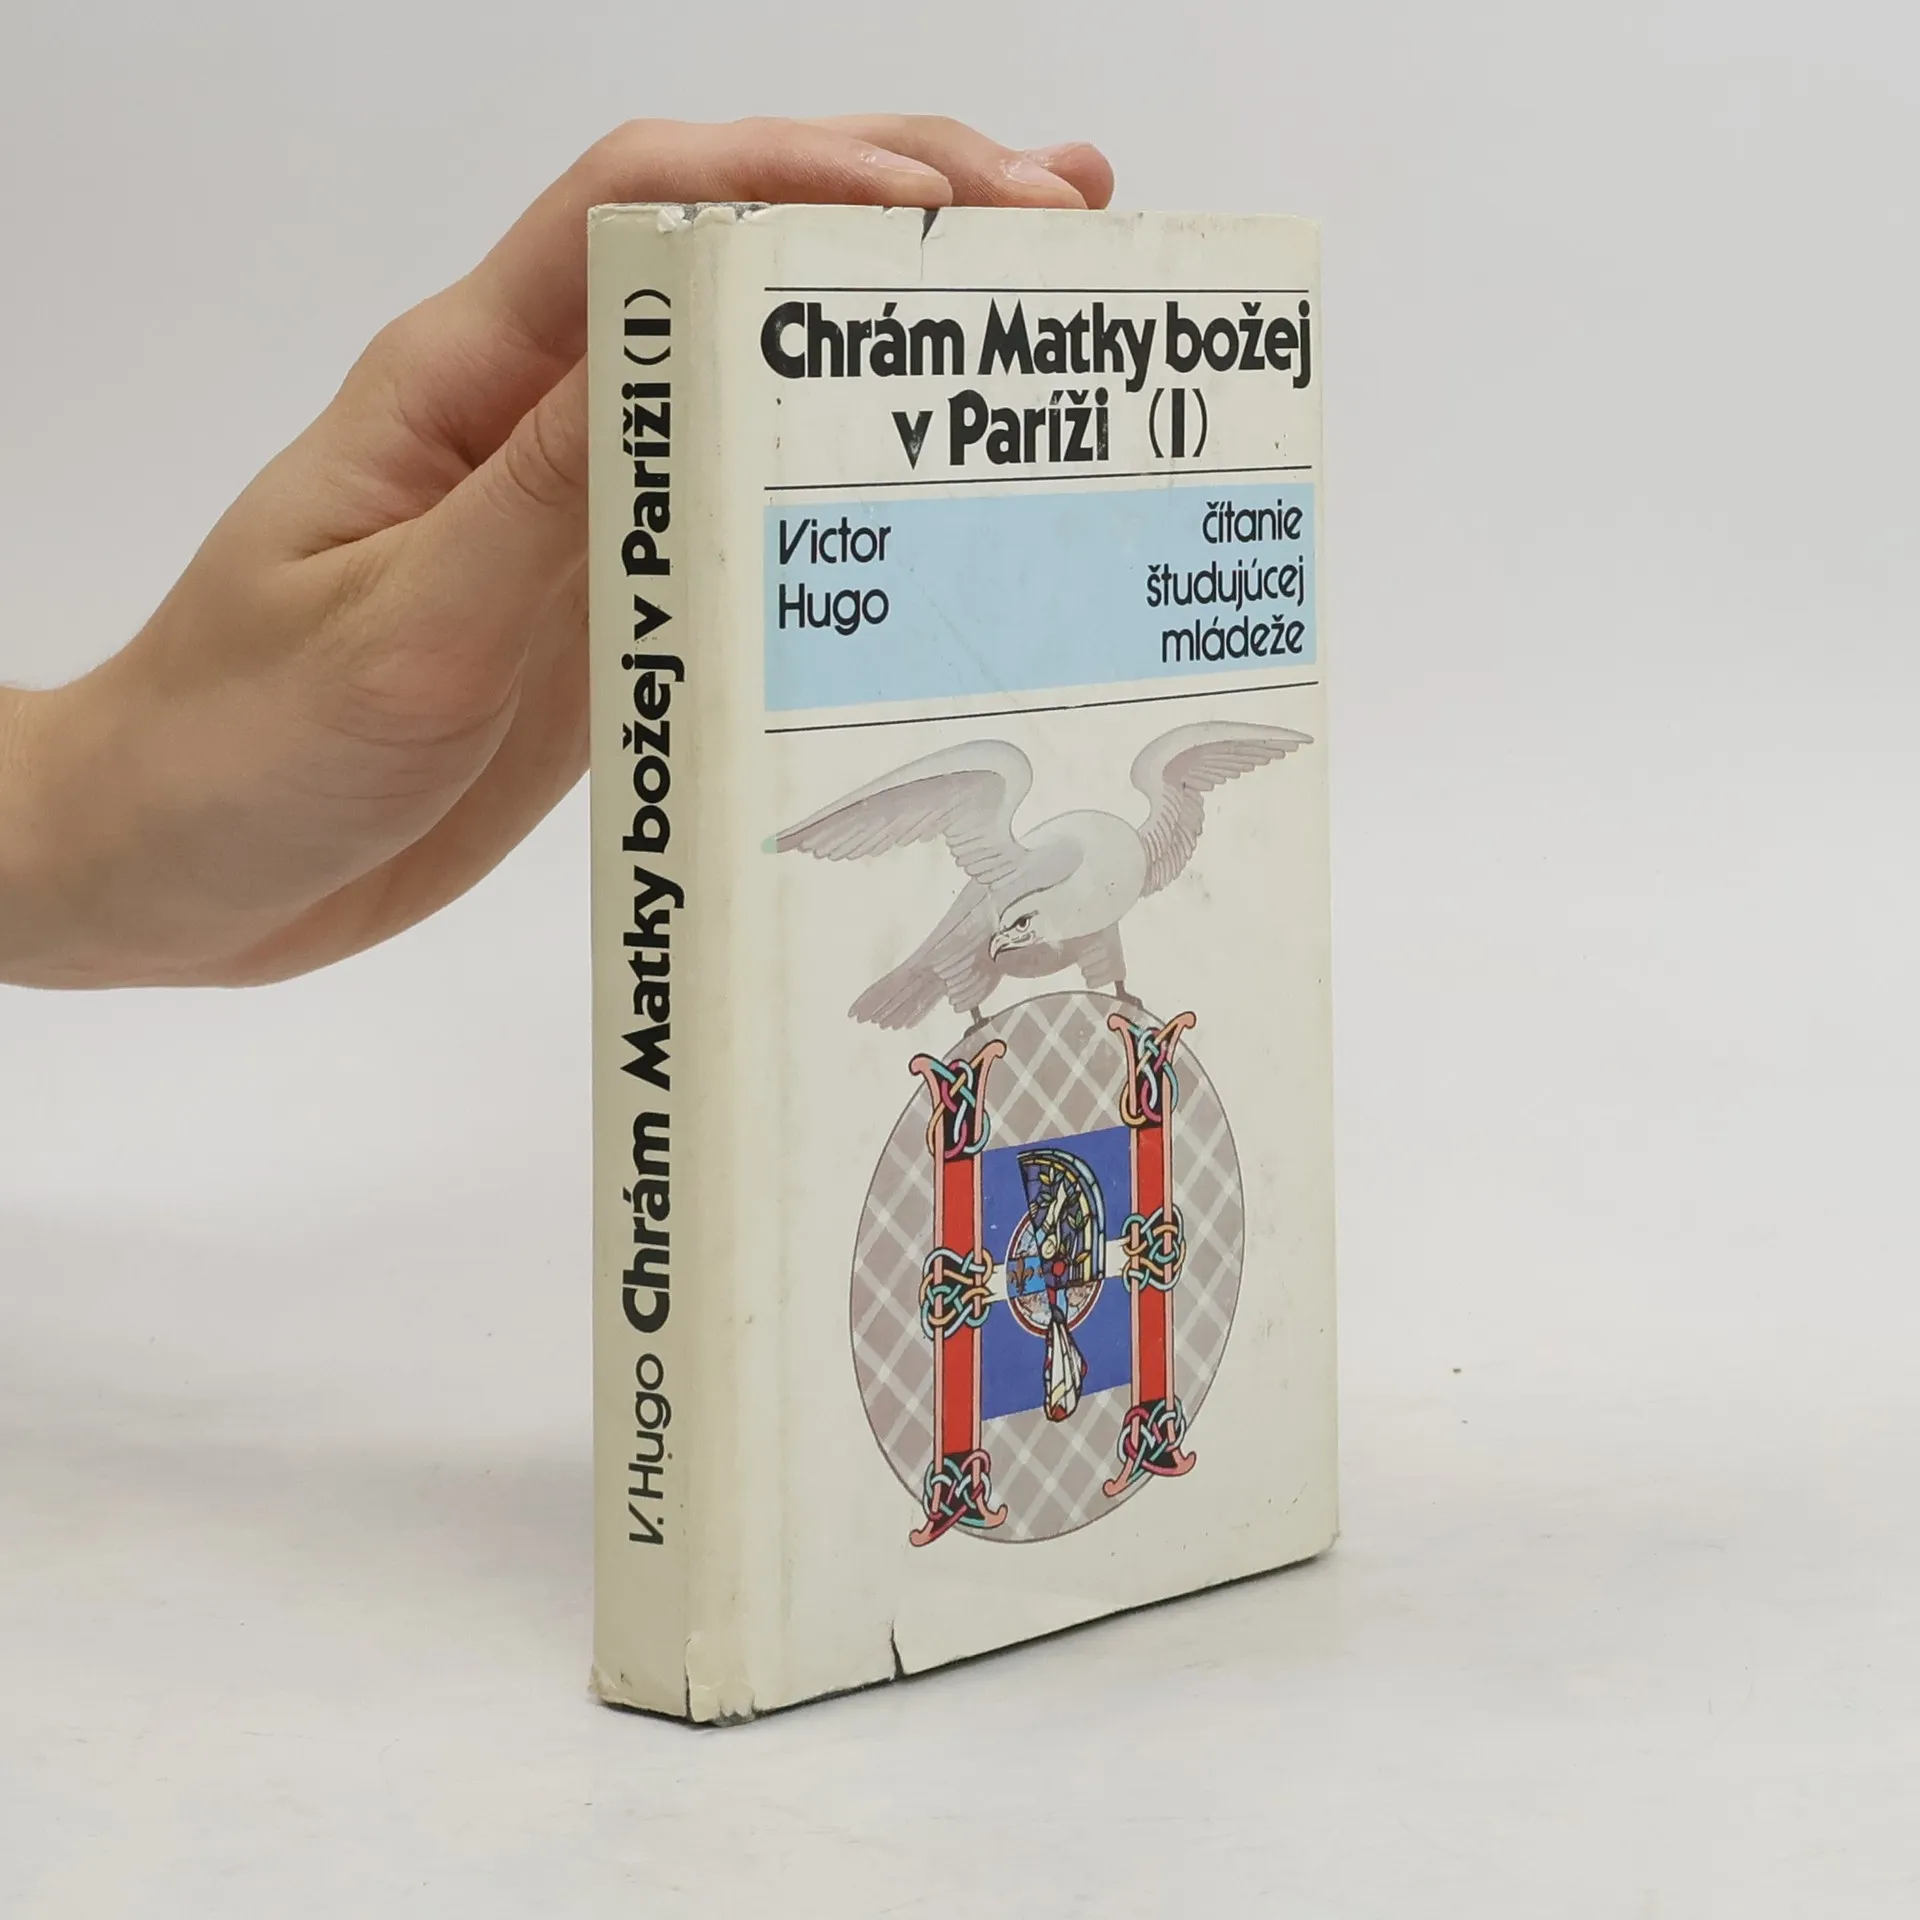 V. Hugo Chrám Matky božej v Paríži (I)
Chrám Matky božej
v Paríži (I)
Victor
Hugo
čítanie
študujúcej
mládeže